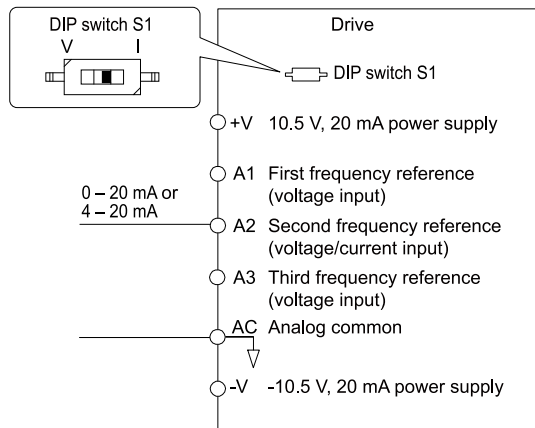 DIP switch S1
V I
Drive
DIP switch S1
+V 10.5 V, 20 mA power supply
A1 First frequency reference
(voltage input)
0 – 20 mA or
4 – 20 mA
A2 Second frequency reference
(voltage/current input)
A3 Third frequency reference
(voltage input)
AC Analog common
-V -10.5 V, 20 mA power supply